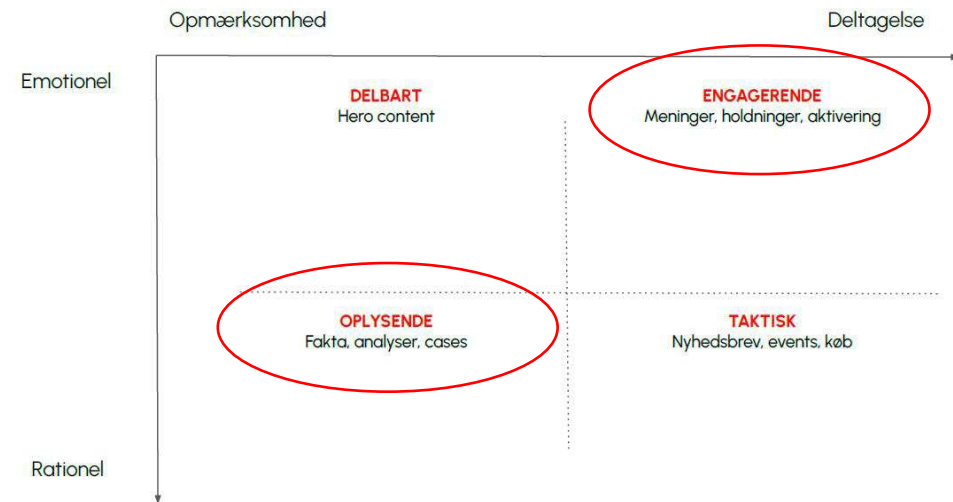 Opmærksomhed
Deltagelse
Emotionel
DELBART
Hero content
ENGAGERENDE
Meninger, holdninger, aktivering
OPLYSENDE
Fakta, analyser, cases
TAKTISK
Nyhedsbrev, events, køb
Rationel